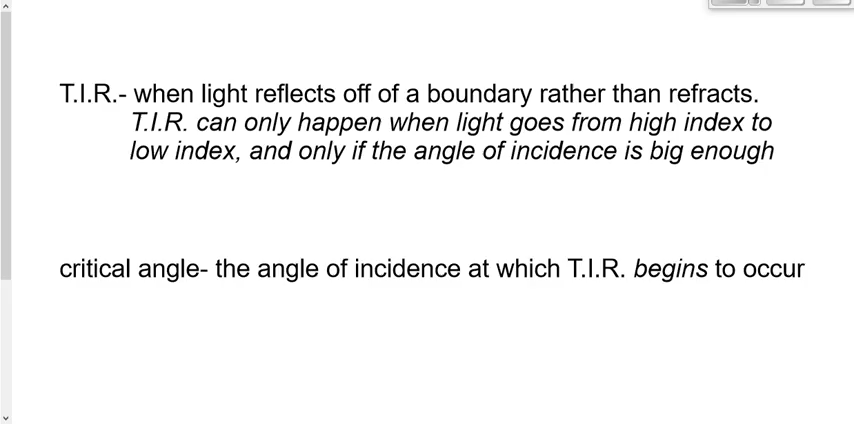 T.I.R.- when light reflects off of a boundary rather than refracts.
T.I.R. can only happen when light goes from high index to
low index, and only if the angle of incidence is big enough
critical angle- the angle of incidence at which T.I.R. begins to occur